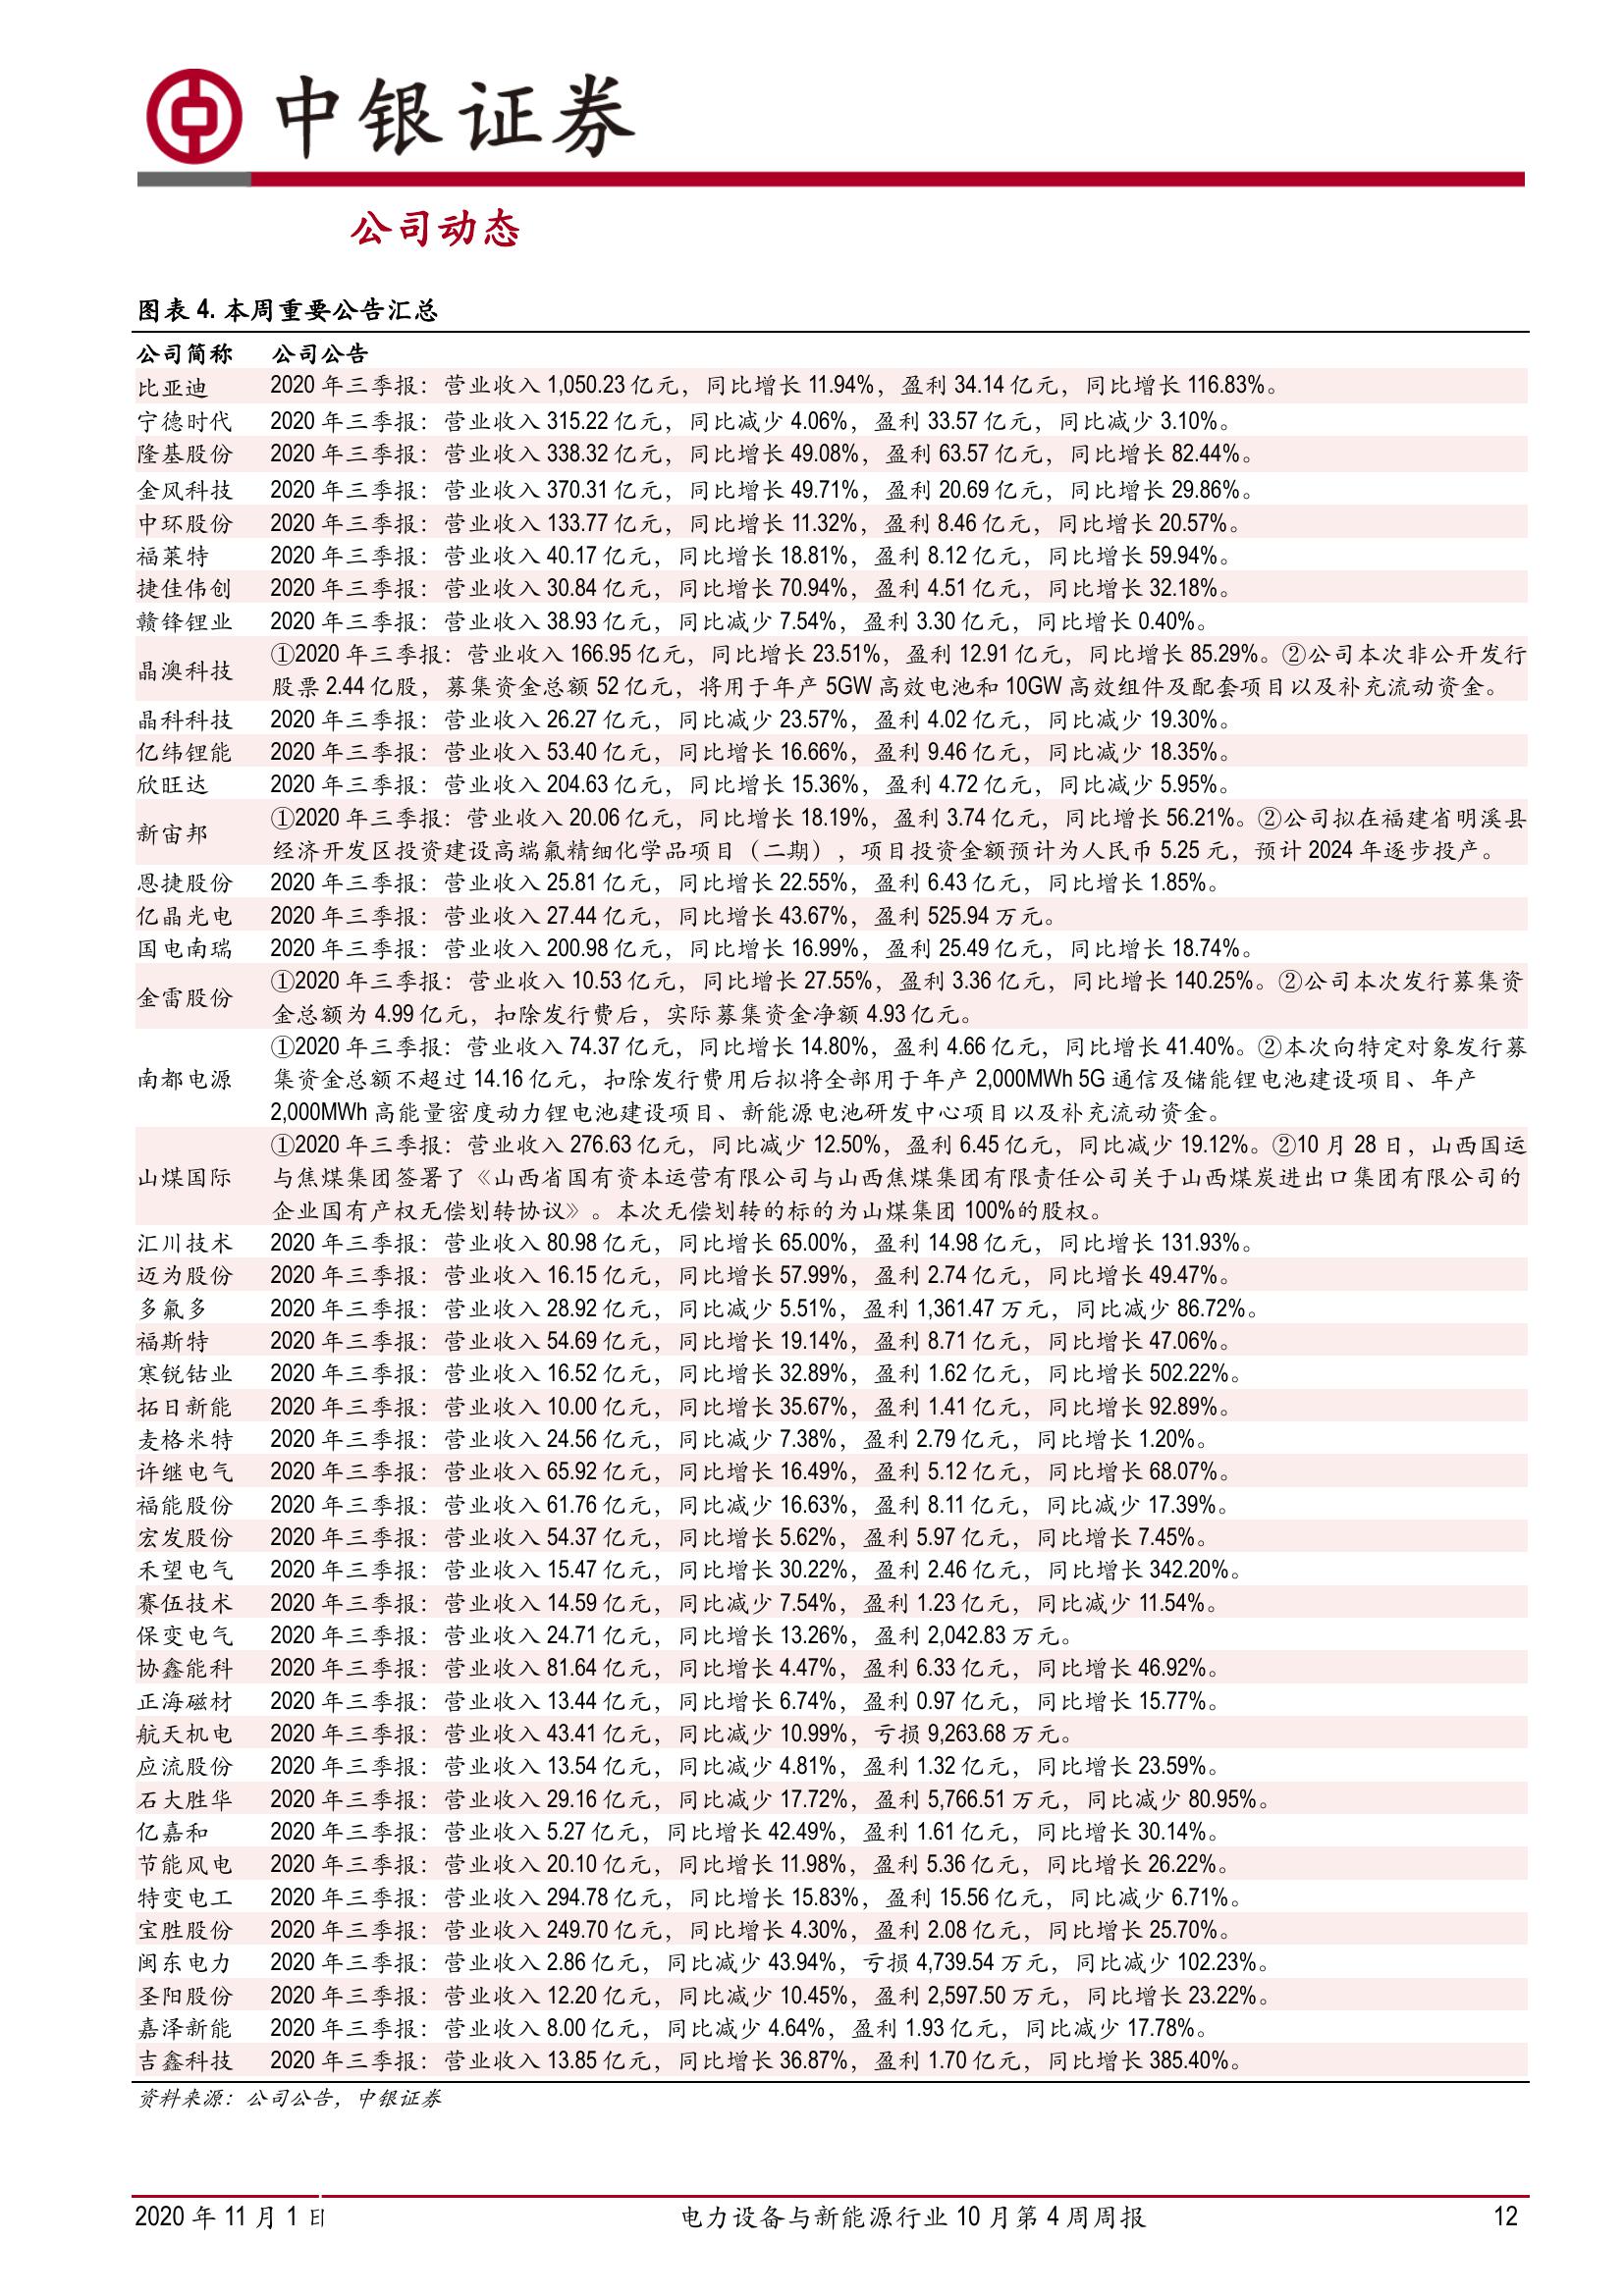 中银证券
公司动态
图表 4. 本周重要公告汇总
公司简称 公司公告
比亚迪 2020 年三季报：营业收入 1,050.23 亿元，同比增长 11.94%，盈利 34.14 亿元，同比增长 116.83%。
宁德时代 2020 年三季报：营业收入 315.22 亿元，同比减少 4.06%，盈利 33.57 亿元，同比减少 3.10%。
隆基股份 2020 年三季报：营业收入 338.32 亿元，同比增长 49.08%，盈利 63.57 亿元，同比增长 82.44%。
金风科技 2020 年三季报：营业收入 370.31 亿元，同比增长 49.71%，盈利 20.69 亿元，同比增长 29.86%。
中环股份 2020 年三季报：营业收入 133.77 亿元，同比增长 11.32%，盈利 8.46 亿元，同比增长 20.57%。
福莱特 2020 年三季报：营业收入 40.17 亿元，同比增长 18.81%，盈利 8.12 亿元，同比增长 59.94%。
捷佳伟创 2020 年三季报：营业收入 30.84 亿元，同比增长 70.94%，盈利 4.51 亿元，同比增长 32.18%。
赣锋锂业 2020 年三季报：营业收入 38.93 亿元，同比减少 7.54%，盈利 3.30 亿元，同比增长 0.40%。
晶澳科技 ①2020 年三季报：营业收入 166.95 亿元，同比增长 23.51%，盈利 12.91 亿元，同比增长 85.29%。②公司本次非公开发行
股票 2.44 亿股，募集资金总额 52 亿元，将用于年产 5GW 高效电池和 10GW 高效组件及配套项目以及补充流动资金。
晶科科技 2020 年三季报：营业收入 26.27 亿元，同比减少 23.57%，盈利 4.02 亿元，同比减少 19.30%。
亿纬锂能 2020 年三季报：营业收入 53.40 亿元，同比增长 16.66%，盈利 9.46 亿元，同比减少 18.35%。
欣旺达 2020 年三季报：营业收入 204.63 亿元，同比增长 15.36%，盈利 4.72 亿元，同比减少 5.95%。
新宙邦 ①2020 年三季报：营业收入 20.06 亿元，同比增长 18.19%，盈利 3.74 亿元，同比增长 56.21%。②公司拟在福建省明溪县
经济开发区投资建设高端氟精细化学品项目（二期），项目投资金额预计为人民币 5.25 元，预计 2024 年逐步投产。
恩捷股份 2020 年三季报：营业收入 25.81 亿元，同比增长 22.55%，盈利 6.43 亿元，同比增长 1.85%。
亿晶光电 2020 年三季报：营业收入 27.44 亿元，同比增长 43.67%，盈利 525.94 万元。
国电南瑞 2020 年三季报：营业收入 200.98 亿元，同比增长 16.99%，盈利 25.49 亿元，同比增长 18.74%。
金雷股份 ①2020 年三季报：营业收入 10.53 亿元，同比增长 27.55%，盈利 3.36 亿元，同比增长 140.25%。②公司本次发行募集资
金总额为 4.99 亿元，扣除发行费后，实际募集资金净额 4.93 亿元。
南都电源 ①2020 年三季报：营业收入 74.37 亿元，同比增长 14.80%，盈利 4.66 亿元，同比增长 41.40%。②本次向特定对象发行募
集资金总额不超过 14.16 亿元，扣除发行费用后拟将全部用于年产 2,000MWh 5G 通信及储能锂电池建设项目、年产
2,000MWh 高能量密度动力锂电池建设项目、新能源电池研发中心项目以及补充流动资金。
山煤国际 ①2020 年三季报：营业收入 276.63 亿元，同比减少 12.50%，盈利 6.45 亿元，同比减少 19.12%。②10 月 28 日，山西国运
与焦煤集团签署了《山西省国有资本运营有限公司与山西焦煤集团有限责任公司关于山西煤炭进出口集团有限公司的
企业国有产权无偿划转协议》。本次无偿划转的标的为山煤集团 100%的股权。
汇川技术 2020 年三季报：营业收入 80.98 亿元，同比增长 65.00%，盈利 14.98 亿元，同比增长 131.93%。
迈为股份 2020 年三季报：营业收入 16.15 亿元，同比增长 57.99%，盈利 2.74 亿元，同比增长 49.47%。
多氟多 2020 年三季报：营业收入 28.92 亿元，同比减少 5.51%，盈利 1,361.47 万元，同比减少 86.72%。
福斯特 2020 年三季报：营业收入 54.69 亿元，同比增长 19.14%，盈利 8.71 亿元，同比增长 47.06%。
寒锐钴业 2020 年三季报：营业收入 16.52 亿元，同比增长 32.89%，盈利 1.62 亿元，同比增长 502.22%。
拓日新能 2020 年三季报：营业收入 10.00 亿元，同比增长 35.67%，盈利 1.41 亿元，同比增长 92.89%。
麦格米特 2020 年三季报：营业收入 24.56 亿元，同比减少 7.38%，盈利 2.79 亿元，同比增长 1.20%。
许继电气 2020 年三季报：营业收入 65.92 亿元，同比增长 16.49%，盈利 5.12 亿元，同比增长 68.07%。
福能股份 2020 年三季报：营业收入 61.76 亿元，同比减少 16.63%，盈利 8.11 亿元，同比减少 17.39%。
宏发股份 2020 年三季报：营业收入 54.37 亿元，同比增长 5.62%，盈利 5.97 亿元，同比增长 7.45%。
禾望电气 2020 年三季报：营业收入 15.47 亿元，同比增长 30.22%，盈利 2.46 亿元，同比增长 342.20%。
赛伍技术 2020 年三季报：营业收入 14.59 亿元，同比减少 7.54%，盈利 1.23 亿元，同比减少 11.54%。
保变电气 2020 年三季报：营业收入 24.71 亿元，同比增长 13.26%，盈利 2,042.83 万元。
协鑫能科 2020 年三季报：营业收入 81.64 亿元，同比增长 4.47%，盈利 6.33 亿元，同比增长 46.92%。
正海磁材 2020 年三季报：营业收入 13.44 亿元，同比增长 6.74%，盈利 0.97 亿元，同比增长 15.77%。
航天机电 2020 年三季报：营业收入 43.41 亿元，同比减少 10.99%，亏损 9,263.68 万元。
应流股份 2020 年三季报：营业收入 13.54 亿元，同比减少 4.81%，盈利 1.32 亿元，同比增长 23.59%。
石大胜华 2020 年三季报：营业收入 29.16 亿元，同比减少 17.72%，盈利 5,766.51 万元，同比减少 80.95%。
亿嘉和 2020 年三季报：营业收入 5.27 亿元，同比增长 42.49%，盈利 1.61 亿元，同比增长 30.14%。
节能风电 2020 年三季报：营业收入 20.10 亿元，同比增长 11.98%，盈利 5.36 亿元，同比增长 26.22%。
特变电工 2020 年三季报：营业收入 294.78 亿元，同比增长 15.83%，盈利 15.56 亿元，同比减少 6.71%。
宝胜股份 2020 年三季报：营业收入 249.70 亿元，同比增长 4.30%，盈利 2.08 亿元，同比增长 25.70%。
闽东电力 2020 年三季报：营业收入 2.86 亿元，同比减少 43.94%，亏损 4,739.54 万元，同比减少 102.23%。
圣阳股份 2020 年三季报：营业收入 12.20 亿元，同比减少 10.45%，盈利 2,597.50 万元，同比增长 23.22%。
嘉泽新能 2020 年三季报：营业收入 8.00 亿元，同比减少 4.64%，盈利 1.93 亿元，同比减少 17.78%。
吉鑫科技 2020 年三季报：营业收入 13.85 亿元，同比增长 36.87%，盈利 1.70 亿元，同比增长 385.40%。
资料来源：公司公告，中银证券
2020 年 11 月 1 日 电力设备与新能源行业 10 月第 4 周周报 12